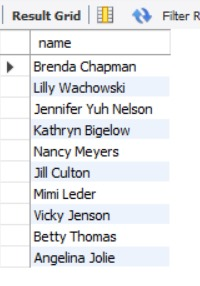 Result Grid Filter R
name
Brenda Chapman
Lilly Wachowski
Jennifer Yuh Nelson
Kathryn Bigelow
Nancy Meyers
Jill Culton
Mimi Leder
Vicky Jenson
Betty Thomas
Angelina Jolie